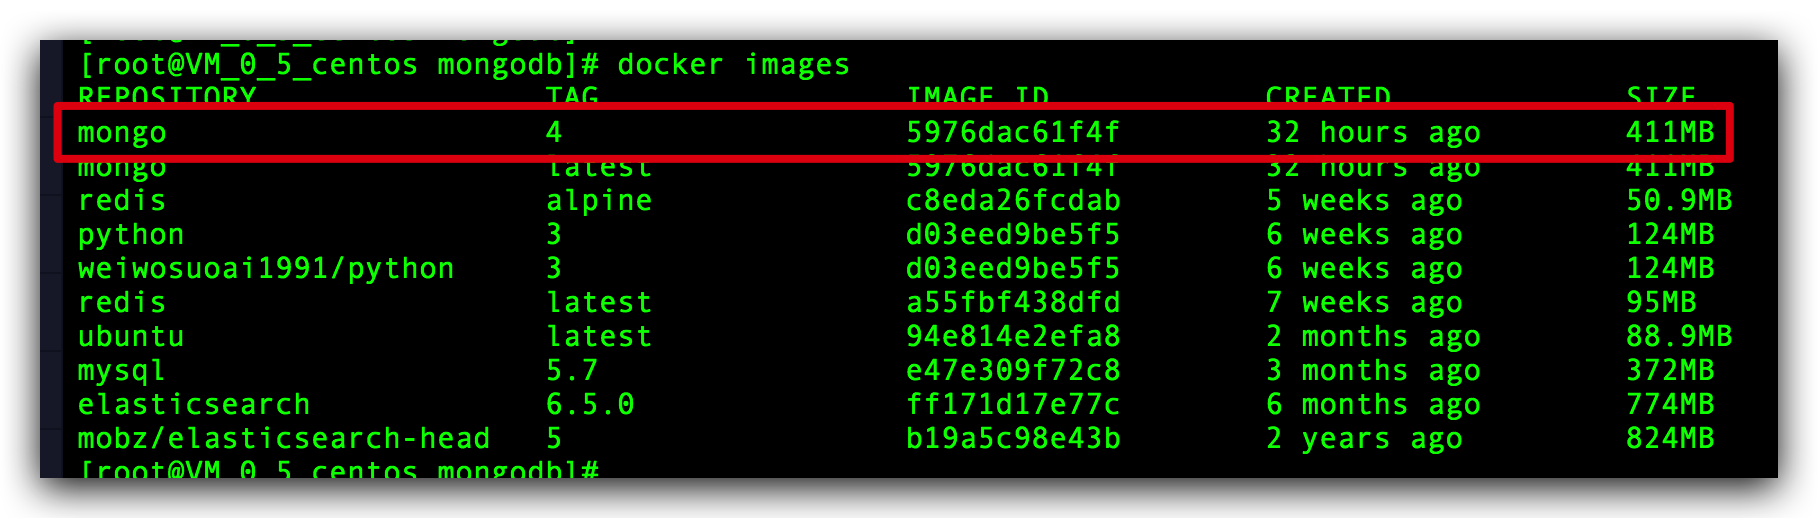 [root@VM_0_5_centos mongodb]#
[root@VM_0_5_centos mongodb]# docker images
REPOSITORY TAG IMAGE ID CREATED SIZE
mongo 4 5976dac61f4f 32 hours ago 411MB
mongo latest 5976dac61f4f 32 hours ago 411MB
redis alpine c8eda26fcdab 5 weeks ago 50.9MB
python 3 d03eed9be5f5 6 weeks ago 124MB
weiwosuoai1991/python 3 d03eed9be5f5 6 weeks ago 124MB
redis latest a55fbf438dfd 7 weeks ago 95MB
ubuntu latest 94e814e2efa8 2 months ago 88.9MB
mysql 5.7 e47e309f72c8 3 months ago 372MB
elasticsearch 6.5.0 ff171d17e77c 6 months ago 774MB
mobz/elasticsearch-head 5 b19a5c98e43b 2 years ago 824MB
[root@VM_0_5_centos mongodb]#